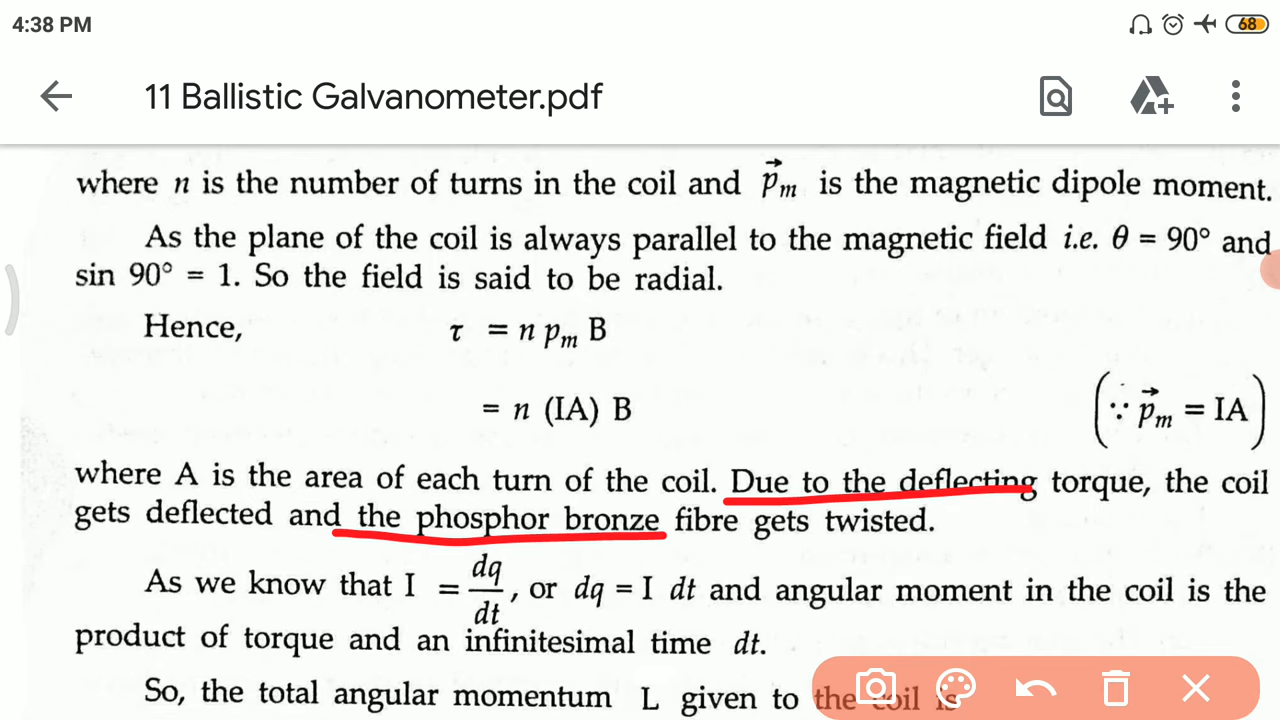 4:38 PM
68
11 Ballistic Galvanometer.pdf
where n is the number of turns in the coil and p⃗m is the magnetic dipole moment.
As the plane of the coil is always parallel to the magnetic field i.e. θ = 90° and
sin 90° = 1. So the field is said to be radial.
Hence, τ = n pm B
= n (IA) B (∵ p⃗m = IA)
where A is the area of each turn of the coil. Due to the deflecting torque, the coil
gets deflected and the phosphor bronze fibre gets twisted.
As we know that I = dq/dt, or dq = I dt and angular moment in the coil is the
product of torque and an infinitesimal time dt.
So, the total angular momentum L given to the coil is